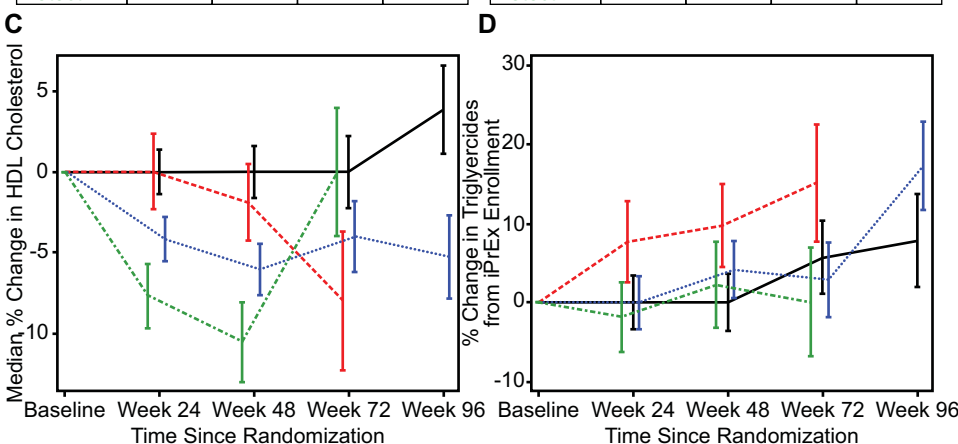 C
D
Median, % Change in HDL Cholesterol
5
0
-5
-10
Baseline Week 24 Week 48 Week 72 Week 96
Time Since Randomization
% Change in Triglycerides
from iPrEx Enrollment
30
20
10
0
-10
Baseline Week 24 Week 48 Week 72 Week 96
Time Since Randomization